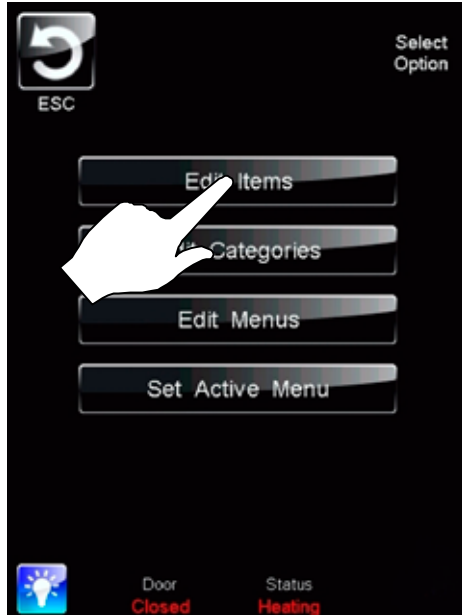 Select
Option
ESC
Edit Items
Categories
Edit Menus
Set Active Menu
Door
Status
Closed
Heating